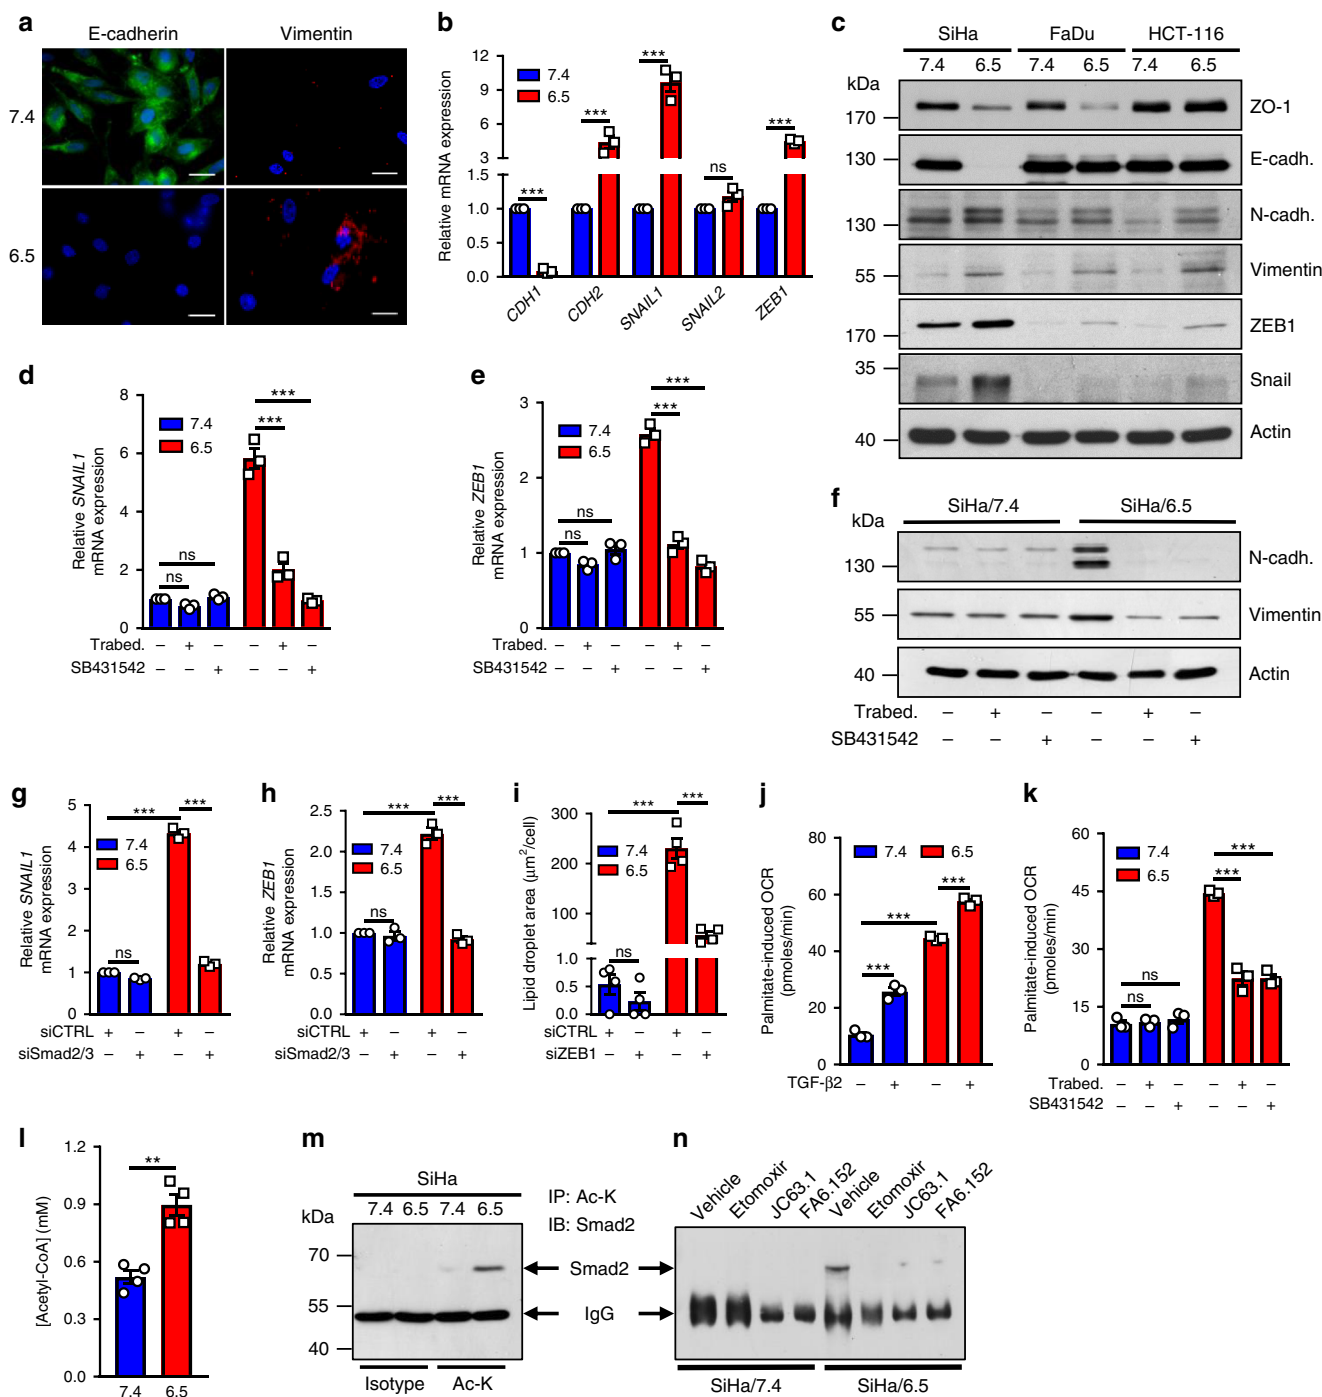 a
E-cadherin Vimentin
7.4
6.5
b
Relative mRNA expression
7.4
6.5
12
9
6
3
1.5
1.0
0.5
0.0
*** *** *** ns ***
CDH1 CDH2 SNAIL1 SNAIL2 ZEB1
c
SiHa FaDu HCT-116
7.4 6.5 7.4 6.5 7.4 6.5
kDa
170 ZO-1
130 E-cadh.
130 N-cadh.
55 Vimentin
170 ZEB1
35 Snail
40 Actin
d
Relative SNAIL1 mRNA expression
7.4
6.5
8
6
4
2
0
ns
ns
***
***
Trabed. – + – – + –
SB431542 – – + – – +
e
Relative ZEB1 mRNA expression
7.4
6.5
3
2
1
0
ns
ns
***
***
– + – – + –
– – + – – +
f
SiHa/7.4 SiHa/6.5
kDa
130 N-cadh.
55 Vimentin
40 Actin
Trabed. – + – – + –
SB431542 – – + – – +
g
Relative SNAIL1 mRNA expression
7.4
6.5
5
4
3
2
1
0
*** ***
ns
siCTRL + – + –
siSmad2/3 – + – +
h
Relative ZEB1 mRNA expression
7.4
6.5
2.5
2.0
1.5
1.0
0.5
0.0
*** ***
ns
siCTRL + – + –
siSmad2/3 – + – +
i
Lipid droplet area (µm²/cell)
7.4
6.5
300
200
100
1.0
0.5
0.0
*** ***
ns
siCTRL + – + –
siZEB1 – + – +
j
Palmitate-induced OCR (pmoles/min)
7.4 6.5
80
60
40
20
0
***
***
***
TGF-β2 – + – +
k
Palmitate-induced OCR (pmoles/min)
7.4
6.5
60
45
30
15
0
ns
ns
***
***
Trabed. – + – – + –
SB431542 – – + – – +
l
[Acetyl-CoA] (mM)
1.2
0.9
0.6
0.3
0.0
**
7.4 6.5
m
SiHa
7.4 6.5 7.4 6.5
IP: Ac-K
IB: Smad2
kDa
70
55
40
Smad2
IgG
Isotype Ac-K
n
Vehicle Etomoxir JC63.1 FA6.152 Vehicle Etomoxir JC63.1 FA6.152
SiHa/7.4 SiHa/6.5